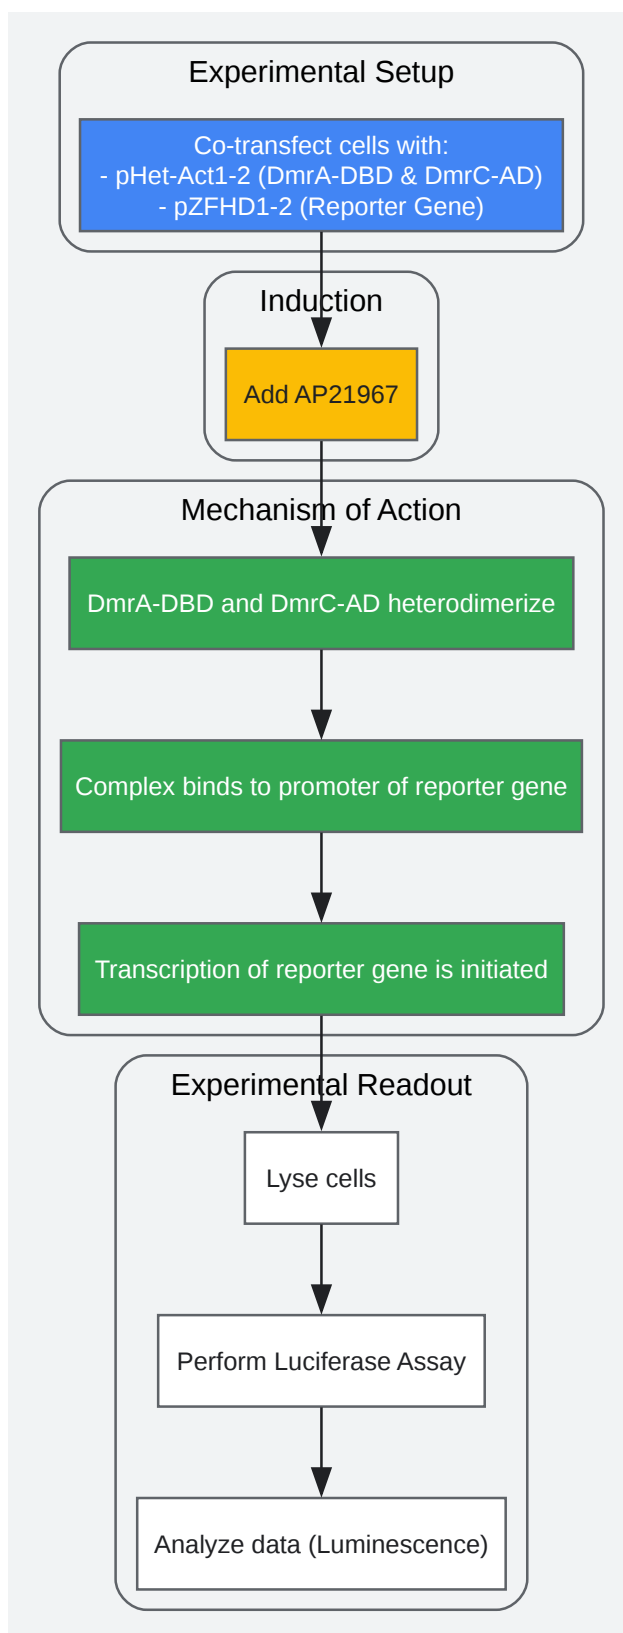 Experimental Setup
Co-transfect cells with:
- pHet-Act1-2 (DmrA-DBD & DmrC-AD)
- pZFHD1-2 (Reporter Gene)
Induction
Add AP21967
Mechanism of Action
DmrA-DBD and DmrC-AD heterodimerize
Complex binds to promoter of reporter gene
Transcription of reporter gene is initiated
Experimental Readout
Lyse cells
Perform Luciferase Assay
Analyze data (Luminescence)